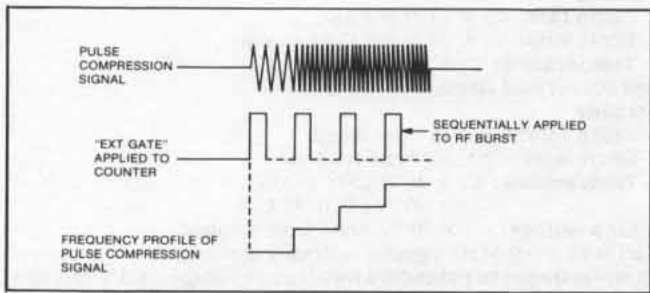 PULSE
COMPRESSION
SIGNAL
"EXT GATE"
APPLIED TO
COUNTER
SEQUENTIALLY APPLIED
TO RF BURST
FREQUENCY PROFILE OF
PULSE COMPRESSION
SIGNAL